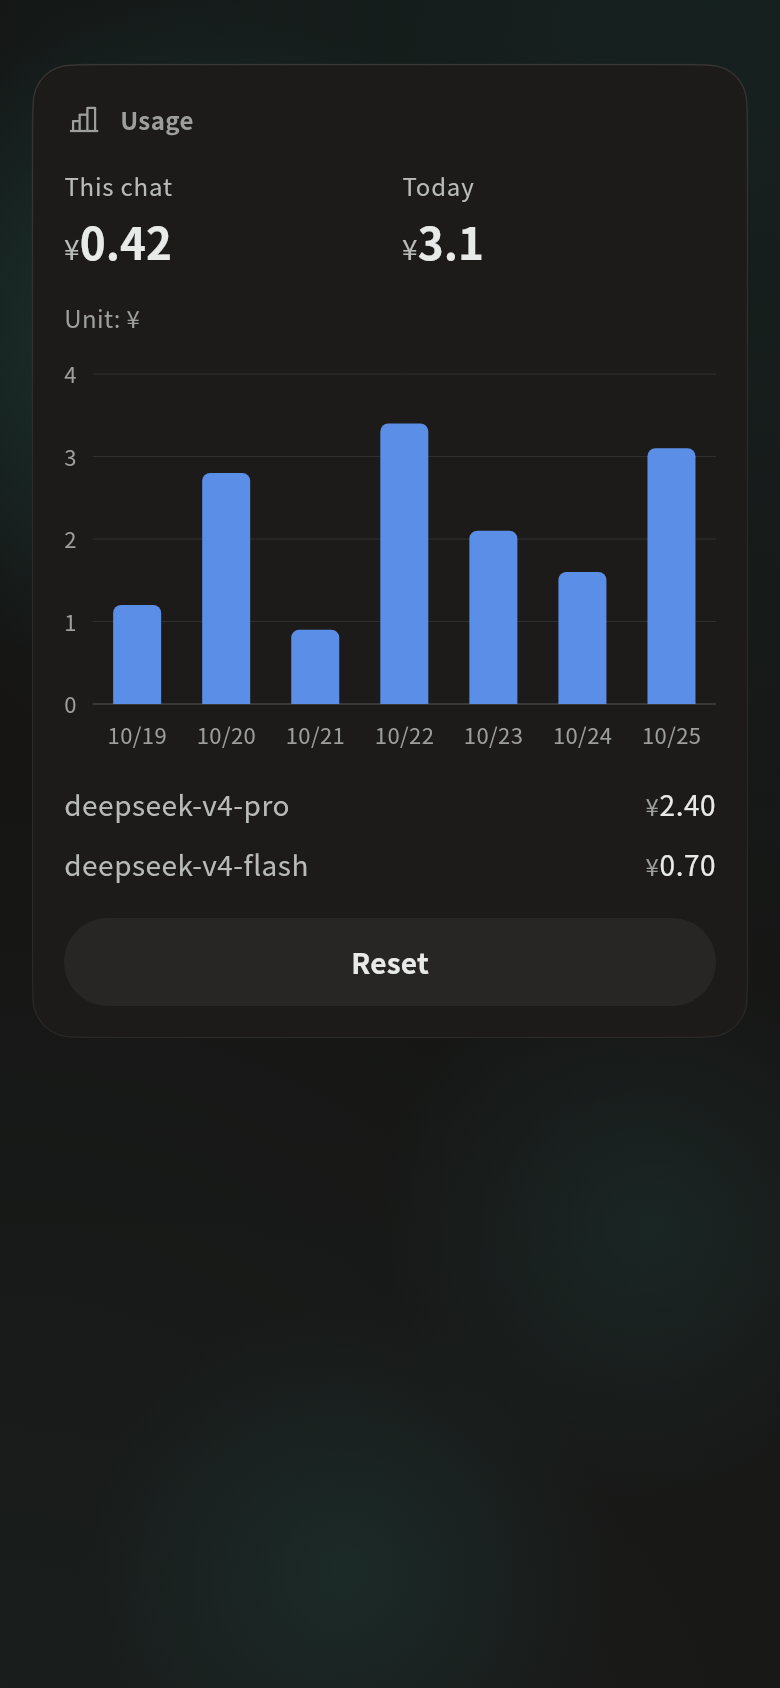 Usage
This chat
Today
¥0.42
¥3.1
Unit: ¥
4
3
2
1
0
10/19 10/20 10/21 10/22 10/23 10/24 10/25
deepseek-v4-pro ¥2.40
deepseek-v4-flash ¥0.70
Reset